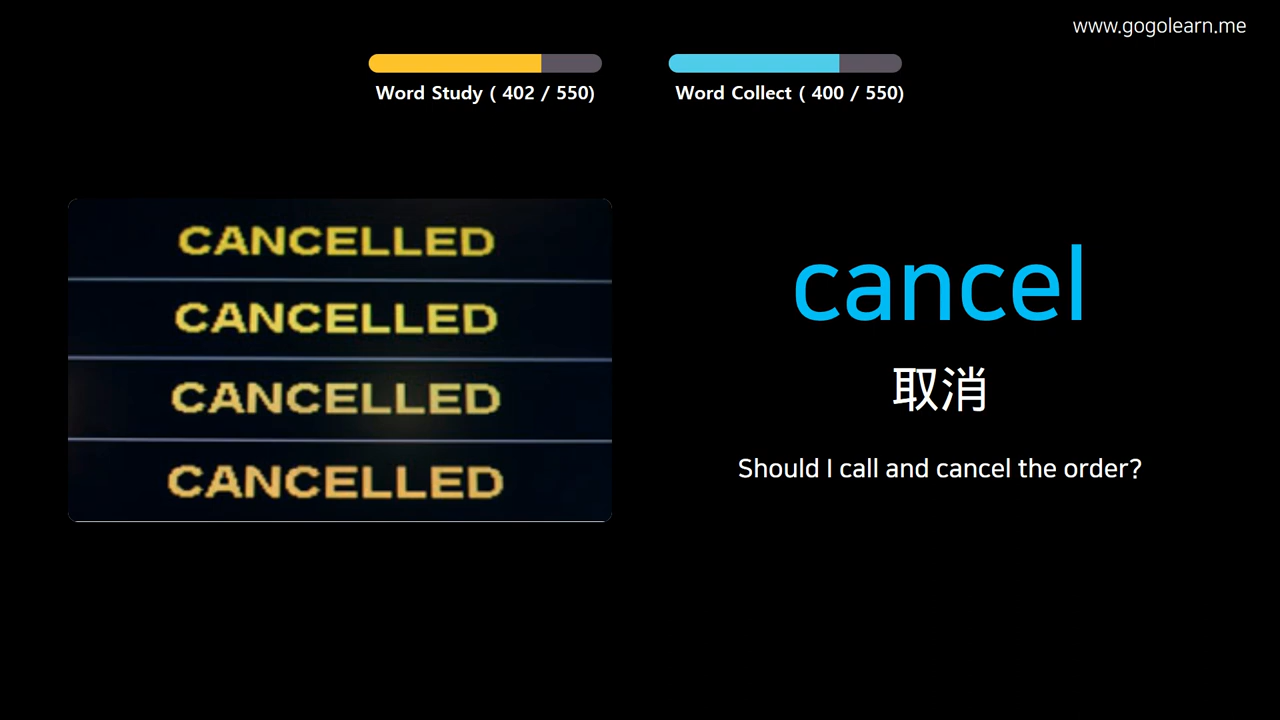 www.gogolearn.me
Word Study ( 402 / 550)
Word Collect ( 400 / 550)
CANCELLED
CANCELLED
CANCELLED
CANCELLED
cancel
取消
Should I call and cancel the order?